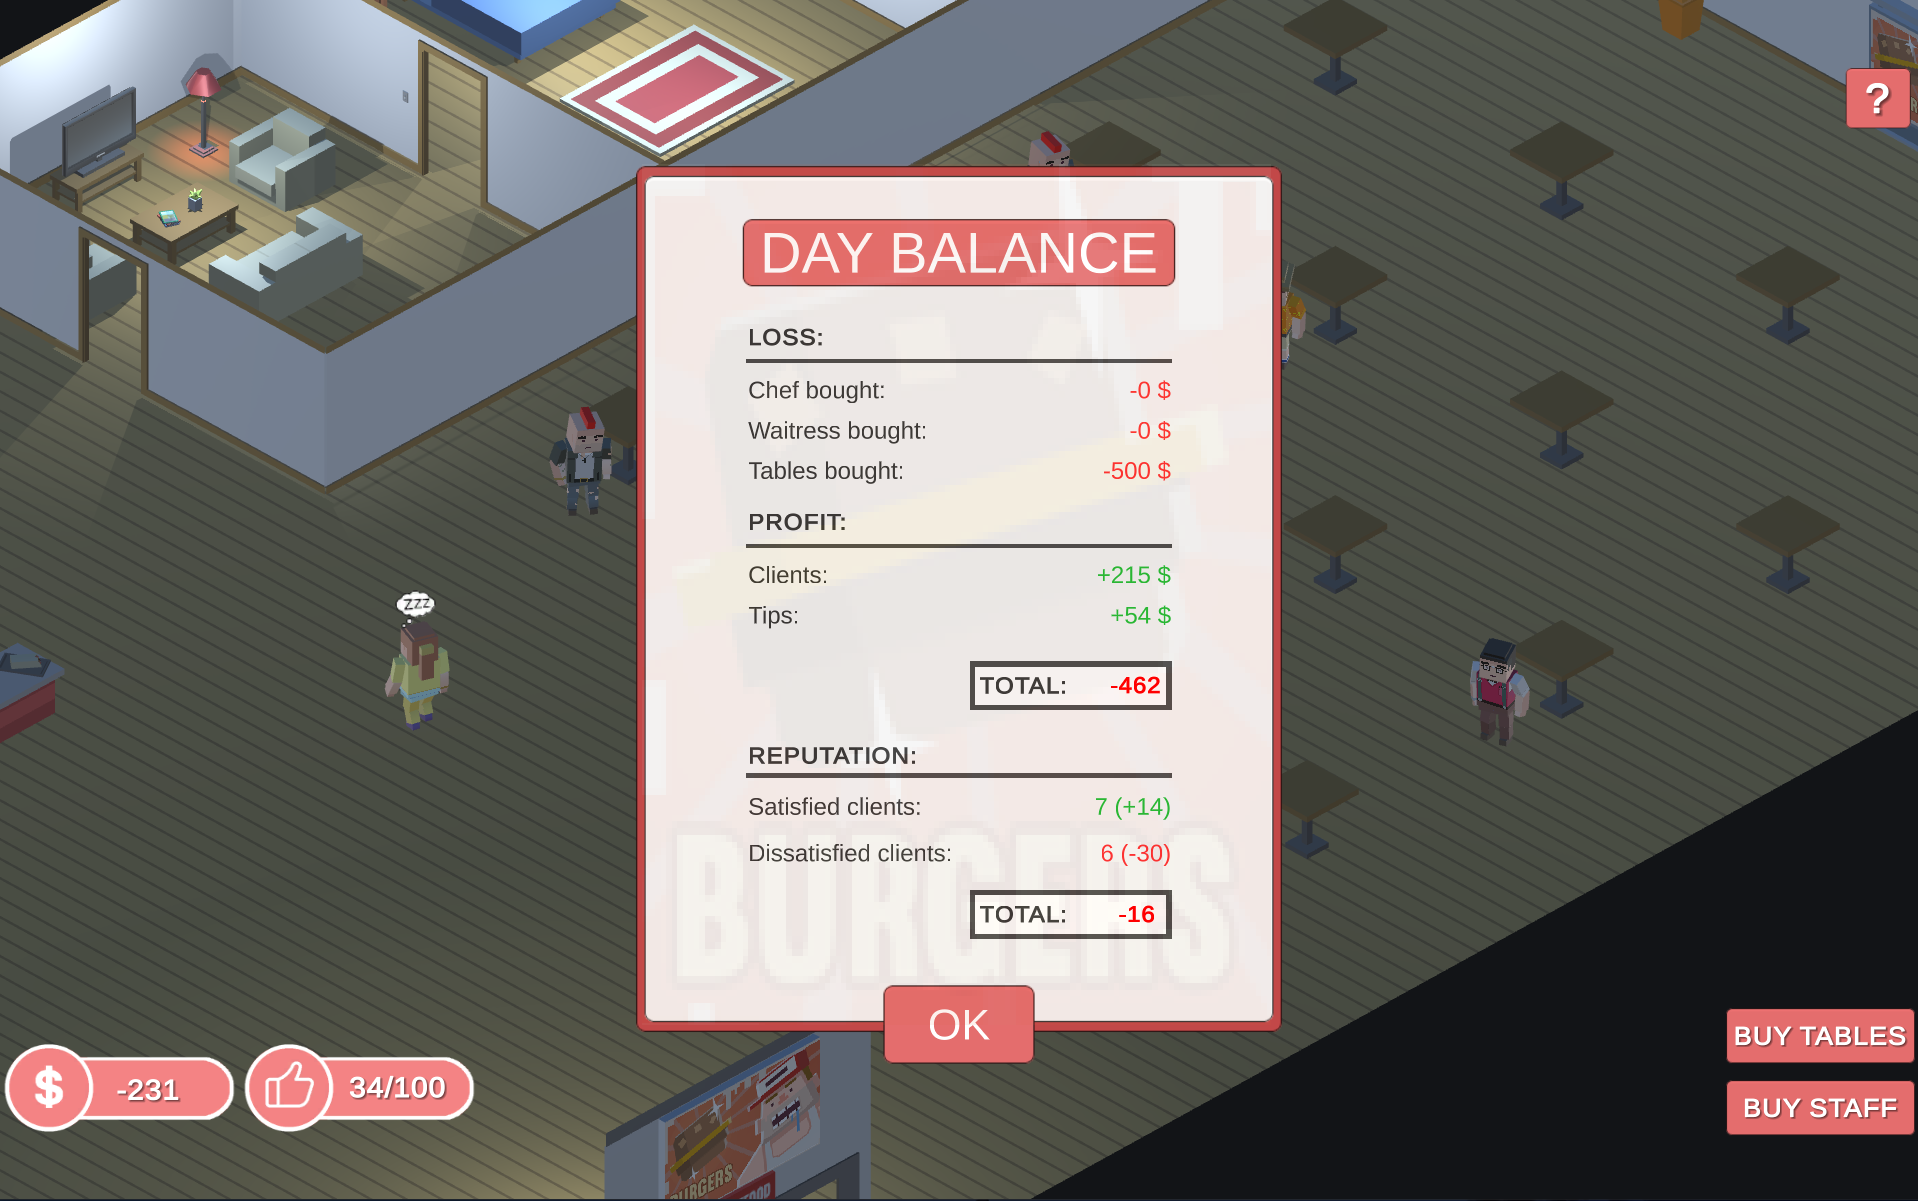 ?
DAY BALANCE
LOSS:
Chef bought: -0 $
Waitress bought: -0 $
Tables bought: -500 $
PROFIT:
Clients: +215 $
Tips: +54 $
TOTAL: -462
REPUTATION:
Satisfied clients: 7 (+14)
Dissatisfied clients: 6 (-30)
TOTAL: -16
BURGERS
OK
ZZZ
$ -231
34/100
BUY TABLES
BUY STAFF
BURGERS